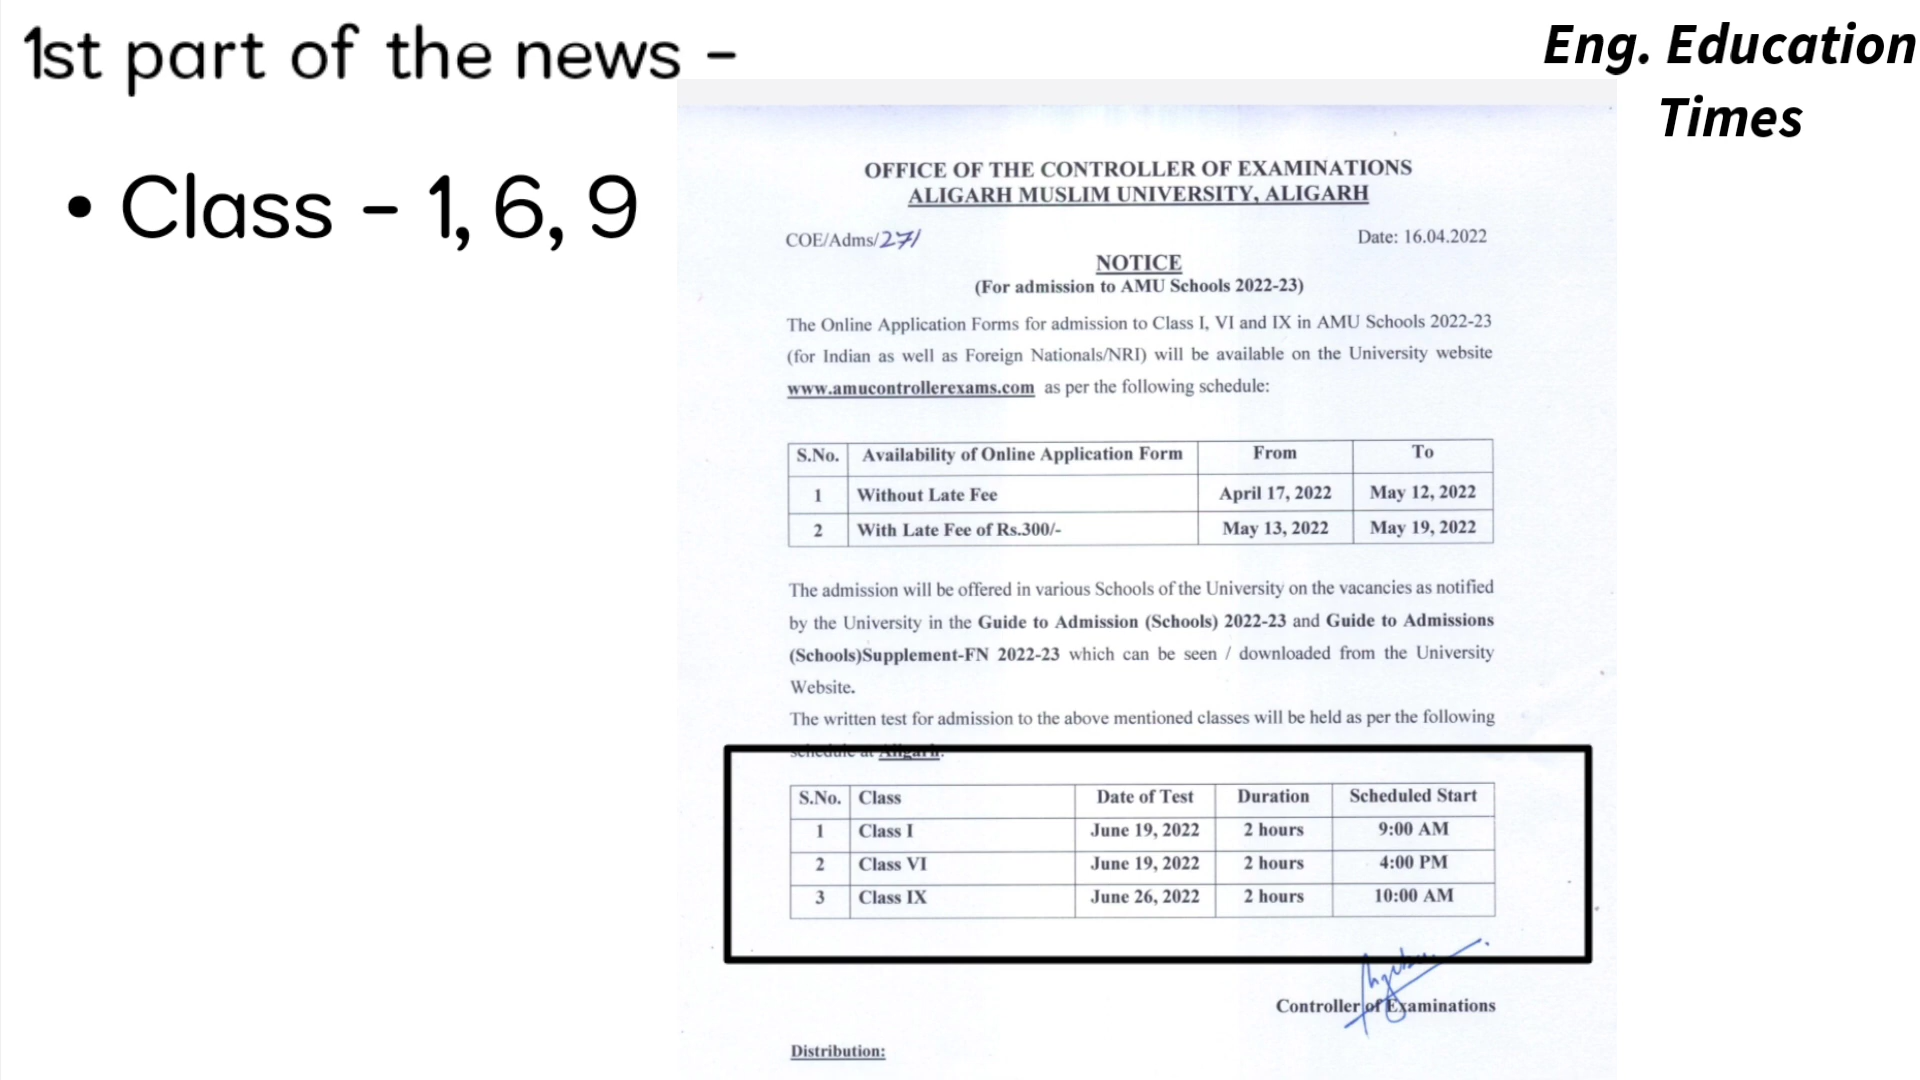 1st part of the news -
Eng. Education
Times
• Class - 1, 6, 9
OFFICE OF THE CONTROLLER OF EXAMINATIONS
ALIGARH MUSLIM UNIVERSITY, ALIGARH
COE/Adms/271
Date: 16.04.2022
NOTICE
(For admission to AMU Schools 2022-23)
The Online Application Forms for admission to Class I, VI and IX in AMU Schools 2022-23
(for Indian as well as Foreign Nationals/NRI) will be available on the University website
www.amucontrollerexams.com as per the following schedule:
S.No. Availability of Online Application Form From To
1 Without Late Fee April 17, 2022 May 12, 2022
2 With Late Fee of Rs.300/- May 13, 2022 May 19, 2022
The admission will be offered in various Schools of the University on the vacancies as notified
by the University in the Guide to Admission (Schools) 2022-23 and Guide to Admissions
(Schools)Supplement-FN 2022-23 which can be seen / downloaded from the University
Website.
The written test for admission to the above mentioned classes will be held as per the following
schedule at Aligarh:
S.No. Class Date of Test Duration Scheduled Start
1 Class I June 19, 2022 2 hours 9:00 AM
2 Class VI June 19, 2022 2 hours 4:00 PM
3 Class IX June 26, 2022 2 hours 10:00 AM
Controller of Examinations
Distribution: